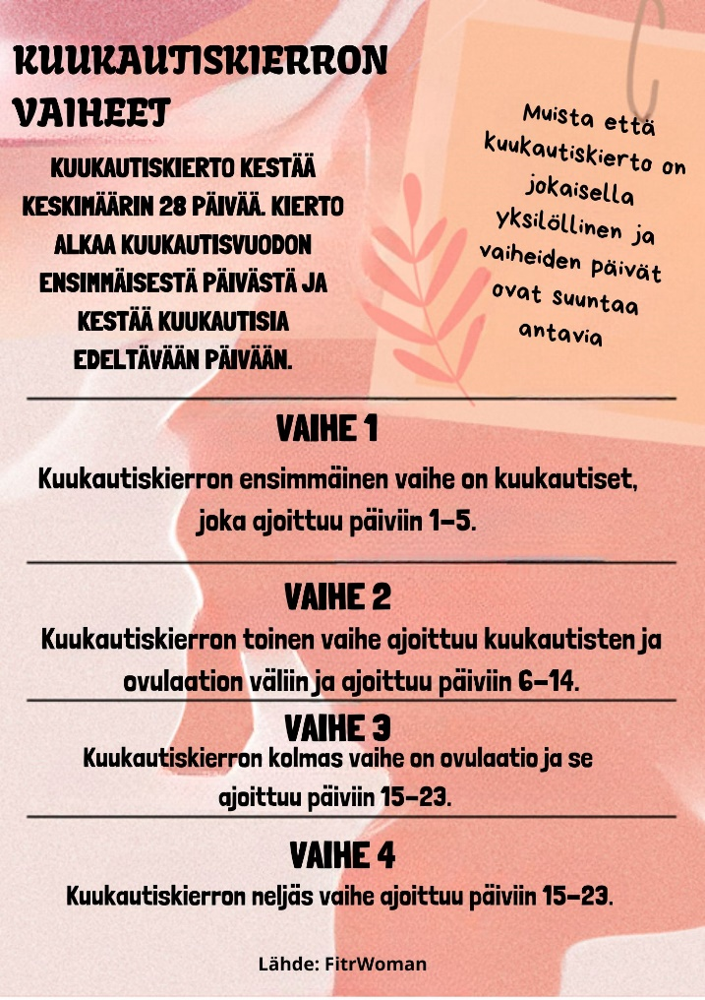 KUUKAUTISKIERRON
VAIHEET
KUUKAUTISKIERTO KESTÄÄ
KESKIMÄÄRIN 28 PÄIVÄÄ. KIERTO
ALKAA KUUKAUTISVUODON
ENSIMMÄISESTÄ PÄIVÄSTÄ JA
KESTÄÄ KUUKAUTISIA
EDELTÄVÄÄN PÄIVÄÄN.
Muista että
kuukautiskierto on
jokaisella
yksilöllinen ja
vaiheiden päivät
ovat suuntaa
antavia
VAIHE 1
Kuukautiskierron ensimmäinen vaihe on kuukautiset,
joka ajoittuu päiviin 1–5.
VAIHE 2
Kuukautiskierron toinen vaihe ajoittuu kuukautisten ja
ovulaation väliin ja ajoittuu päiviin 6–14.
VAIHE 3
Kuukautiskierron kolmas vaihe on ovulaatio ja se
ajoittuu päiviin 15–23.
VAIHE 4
Kuukautiskierron neljäs vaihe ajoittuu päiviin 15–23.
Lähde: FitrWoman